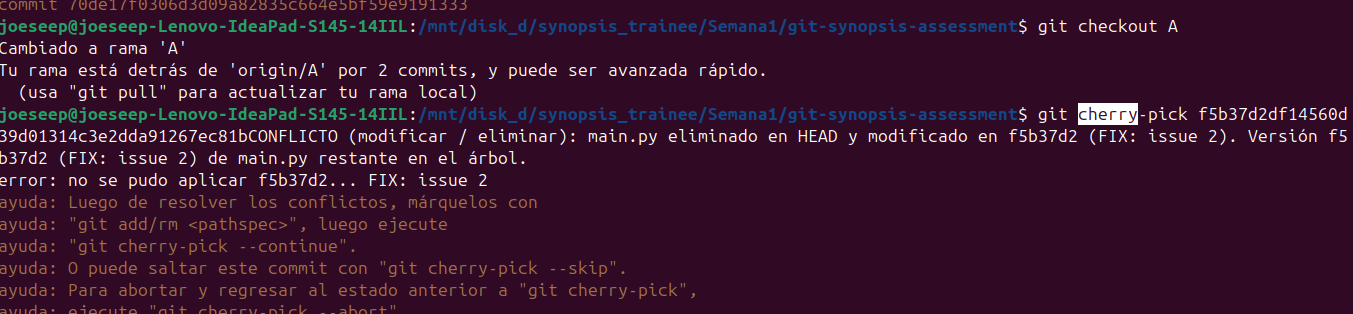 commit 70de17f0306d3d09a82835c664e5bf59e9191333
joeseep@joeseep-Lenovo-IdeaPad-S145-14IIL:/mnt/disk_d/synopsis_trainee/Semana1/git-synopsis-assessment$ git checkout A
Cambiado a rama 'A'
Tu rama está detrás de 'origin/A' por 2 commits, y puede ser avanzada rápido.
  (usa "git pull" para actualizar tu rama local)
joeseep@joeseep-Lenovo-IdeaPad-S145-14IIL:/mnt/disk_d/synopsis_trainee/Semana1/git-synopsis-assessment$ git cherry-pick f5b37d2df14560d
39d01314c3e2dda91267ec81bCONFLICTO (modificar / eliminar): main.py eliminado en HEAD y modificado en f5b37d2 (FIX: issue 2). Versión f5
b37d2 (FIX: issue 2) de main.py restante en el árbol.
error: no se pudo aplicar f5b37d2... FIX: issue 2
ayuda: Luego de resolver los conflictos, márquelos con
ayuda: "git add/rm <pathspec>", luego ejecute
ayuda: "git cherry-pick --continue".
ayuda: O puede saltar este commit con "git cherry-pick --skip".
ayuda: Para abortar y regresar al estado anterior a "git cherry-pick",
ayuda: ejecute "git cherry-pick --abort"